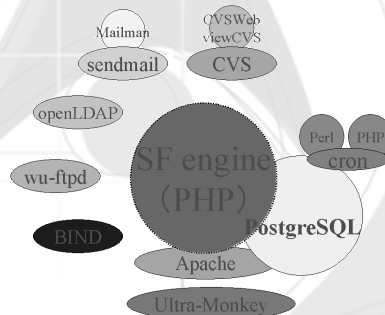 Mailman
CVSWeb
viewCVS
sendmail
CVS
openLDAP
Perl
PHP
cron
wu-ftpd
SF engine
（PHP）
PostgreSQL
BIND
Apache
Ultra-Monkey